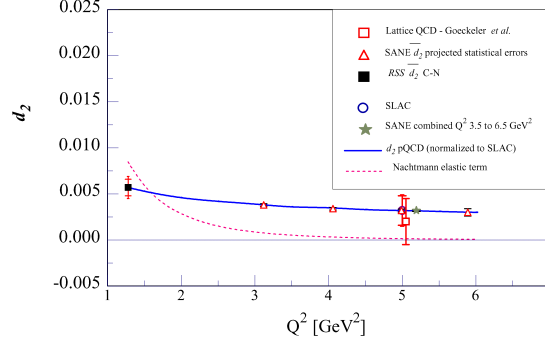 0.025
0.020
0.015
0.010
0.005
0.000
-0.005
d2
1
2
3
4
5
6
Q² [GeV²]
Lattice QCD - Goeckeler et al.
SANE d2 projected statistical errors
RSS d2 C-N
SLAC
SANE combined Q² 3.5 to 6.5 GeV²
d2 pQCD (normalized to SLAC)
Nachtmann elastic term